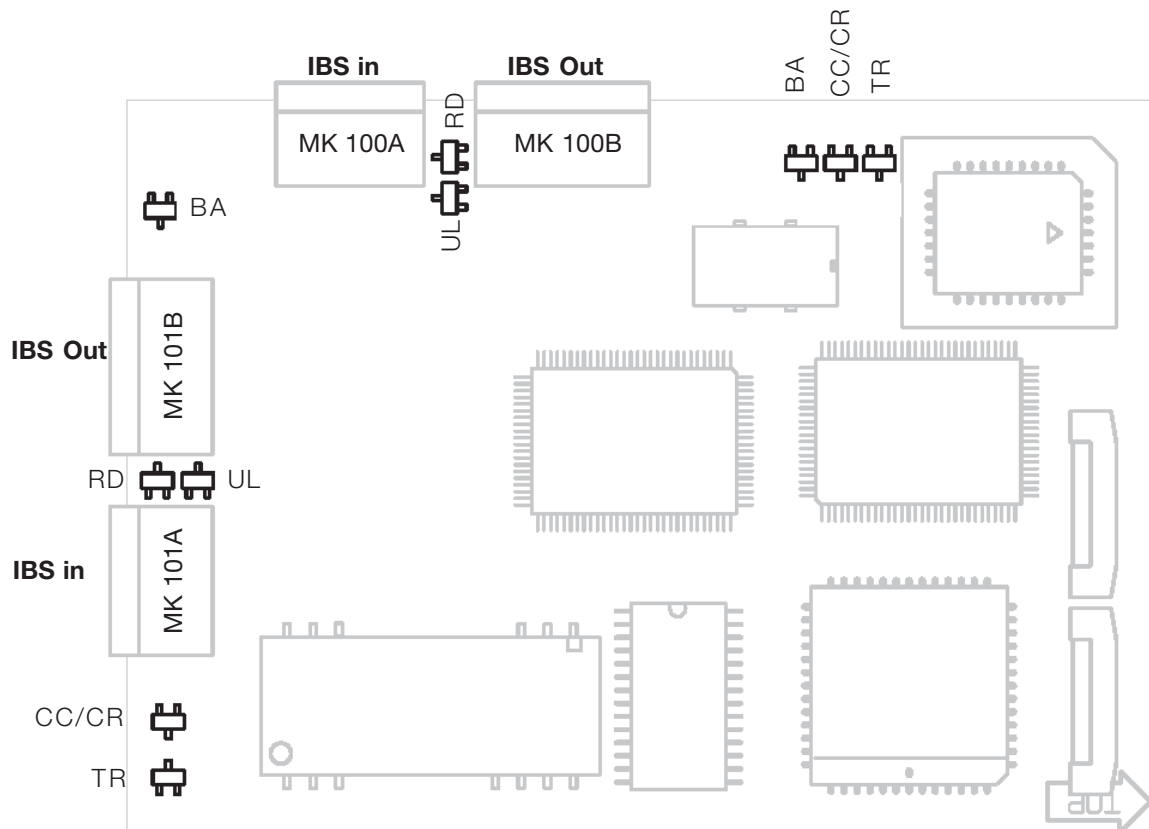 IBS in
IBS Out
BA
CC/CR
TR
RD
MK 100A
MK 100B
UL
BA
IBS Out
MK 101B
RD
UL
IBS in
MK 101A
CC/CR
TR
TOP